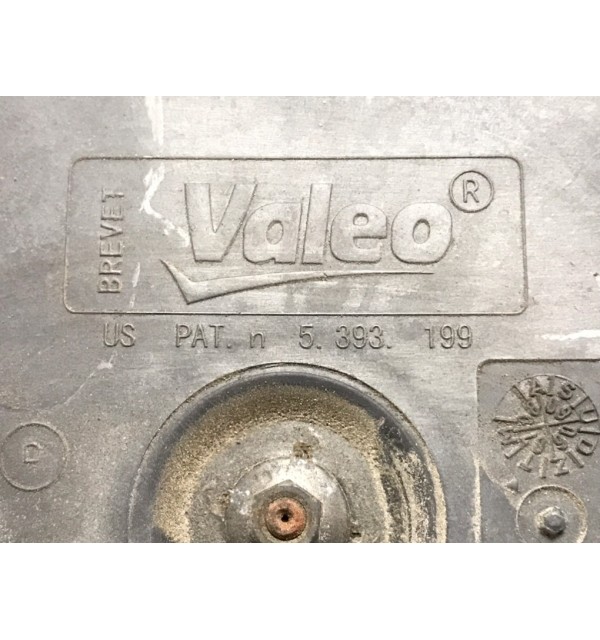 BREVET
Valeo®
US PAT. n 5. 393. 199
D